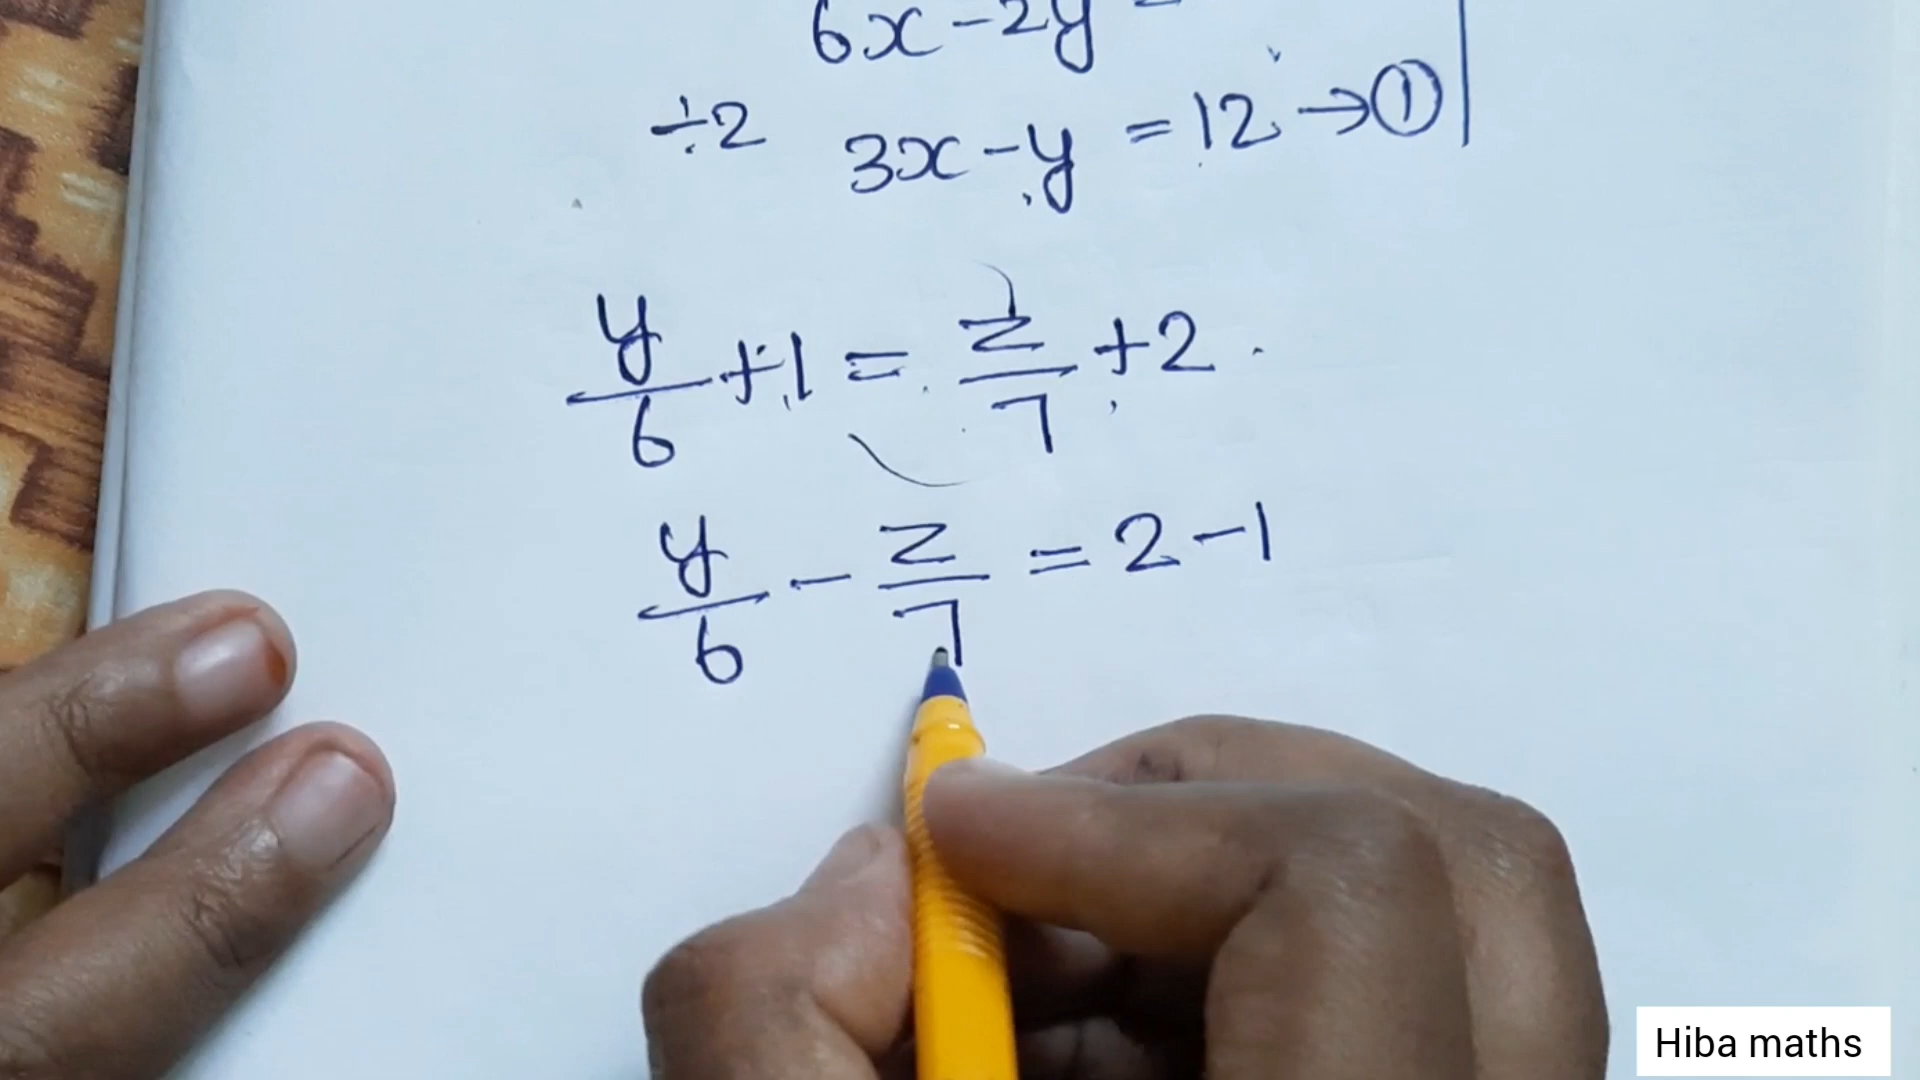 6x - 2y =
÷2 3x - y = 12 → ①
y/6 + 1 = z/7 + 2
y/6 - z/7 = 2 - 1
Hiba maths